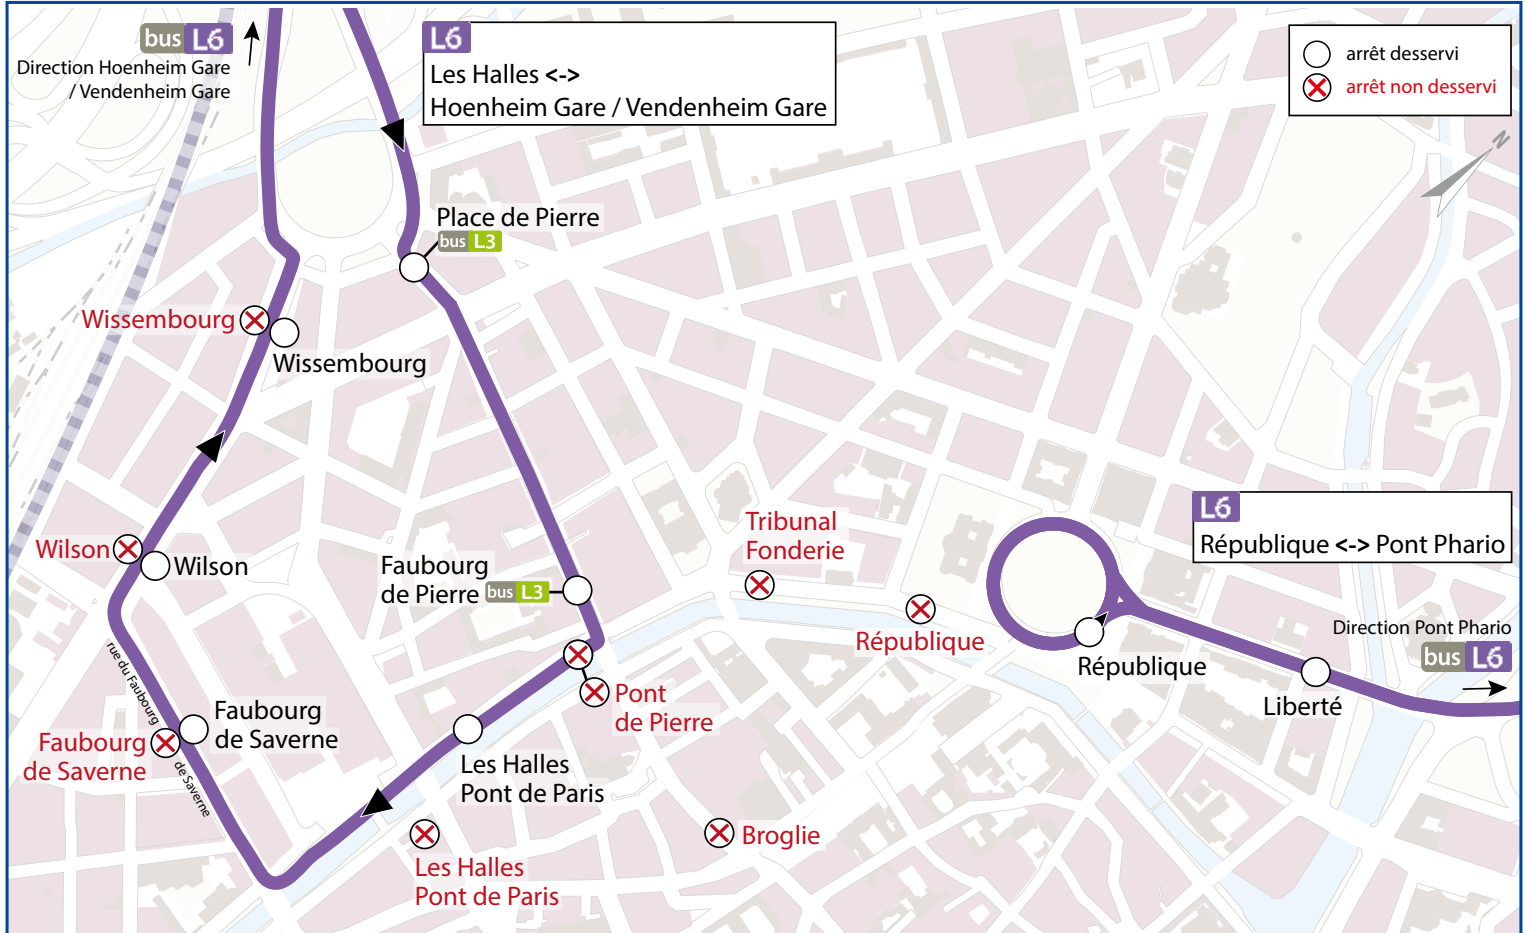 bus L6
Direction Hoenheim Gare
/ Vendenheim Gare
L6
Les Halles <->
Hoenheim Gare / Vendenheim Gare
arrêt desservi
arrêt non desservi
N
Place de Pierre
bus L3
Wissembourg
Wissembourg
L6
République <-> Pont Phario
Tribunal
Fonderie
Wilson
Wilson
Faubourg
de Pierre bus L3
République
République
Direction Pont Phario
bus L6
Liberté
Pont
de Pierre
rue du Faubourg
de Saverne
Faubourg
de Saverne
Faubourg
de Saverne
Les Halles
Pont de Paris
Broglie
Les Halles
Pont de Paris